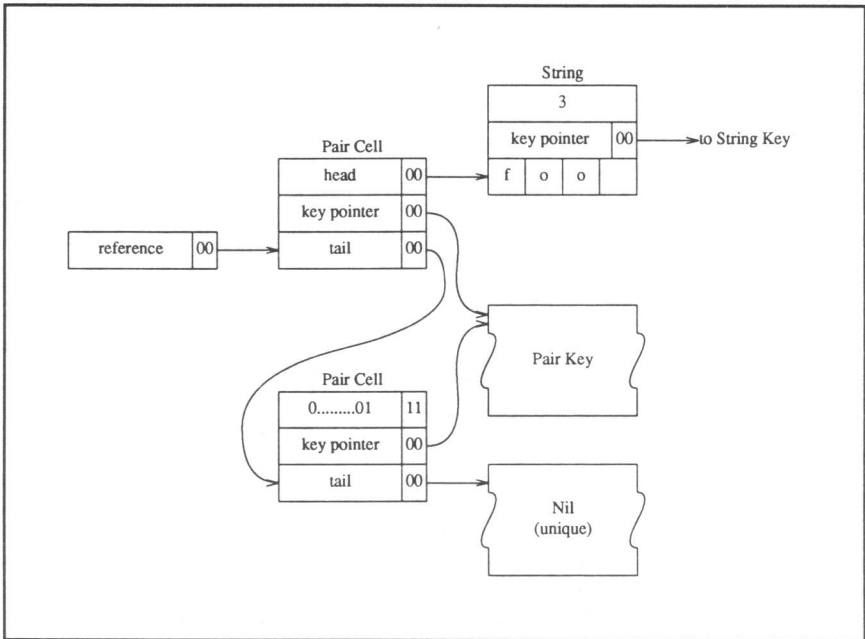 String
3
key pointer 00 to String Key
f o o
Pair Cell
head 00
key pointer 00
tail 00
reference 00
Pair Key
Pair Cell
0.........01 11
key pointer 00
tail 00
Nil
(unique)